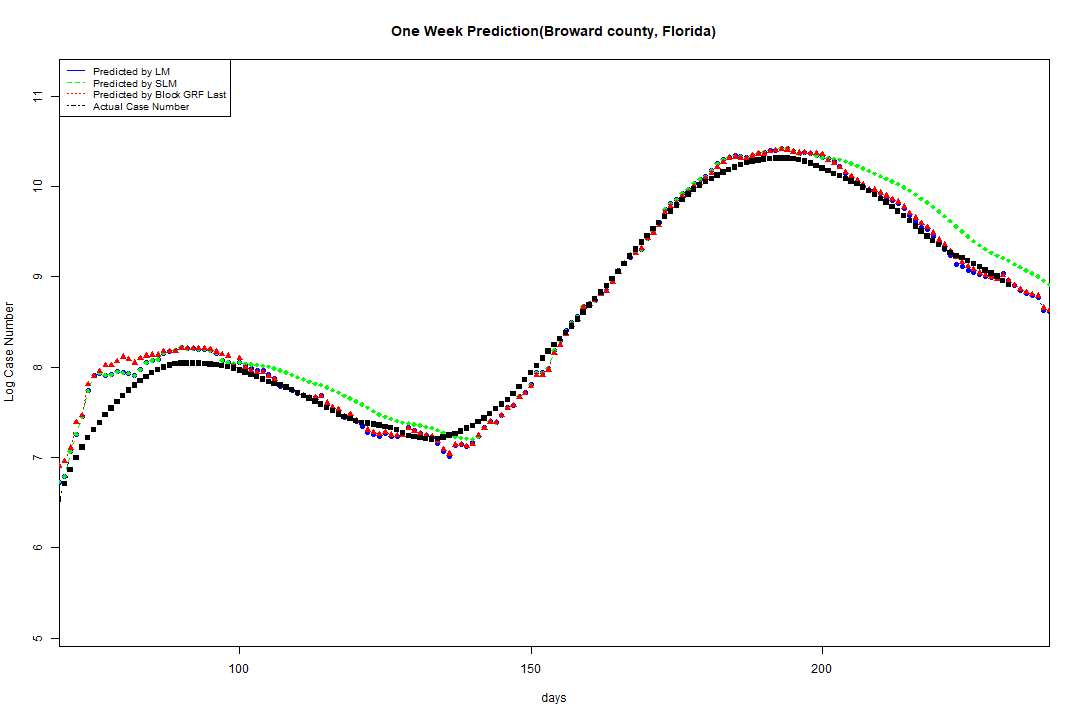 One Week Prediction(Broward county, Florida)
Predicted by LM
Predicted by SLM
Predicted by Block GRF Last
Actual Case Number
11
10
9
8
7
6
5
Log Case Number
100 150 200
days